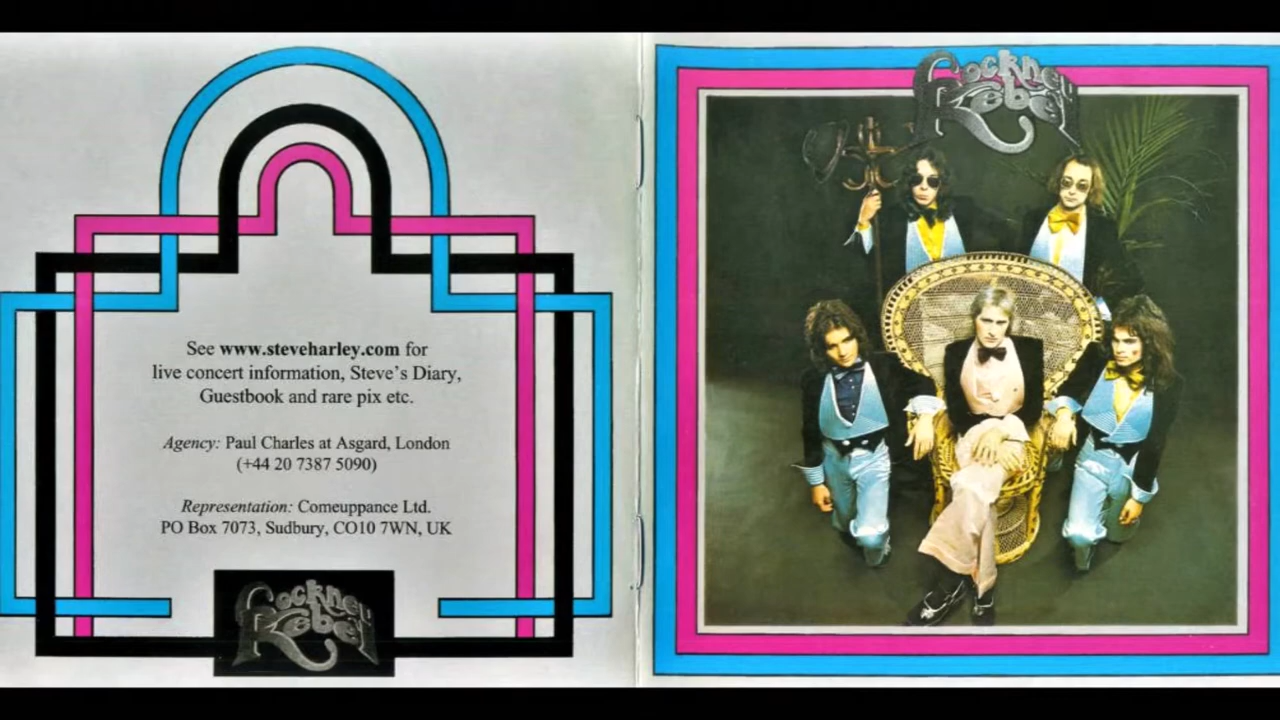 See www.steveharley.com for
live concert information, Steve's Diary,
Guestbook and rare pix etc.
Agency: Paul Charles at Asgard, London
(+44 20 7387 5090)
Representation: Comeuppance Ltd.
PO Box 7073, Sudbury, CO10 7WN, UK
Cockney
Rebel
Cockney
Rebel